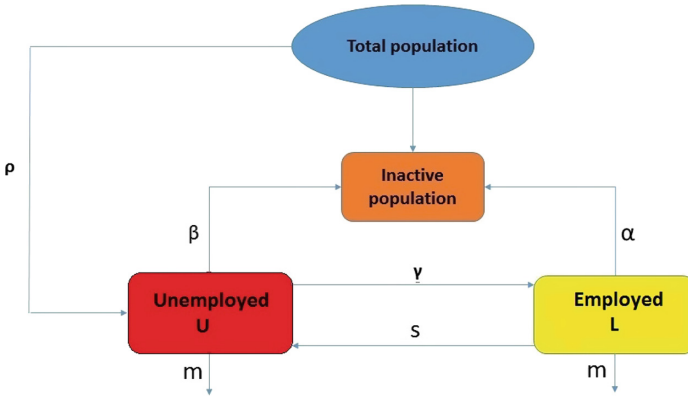 Total population
ρ
Inactive
population
β
α
γ
Unemployed
U
Employed
L
S
m
m